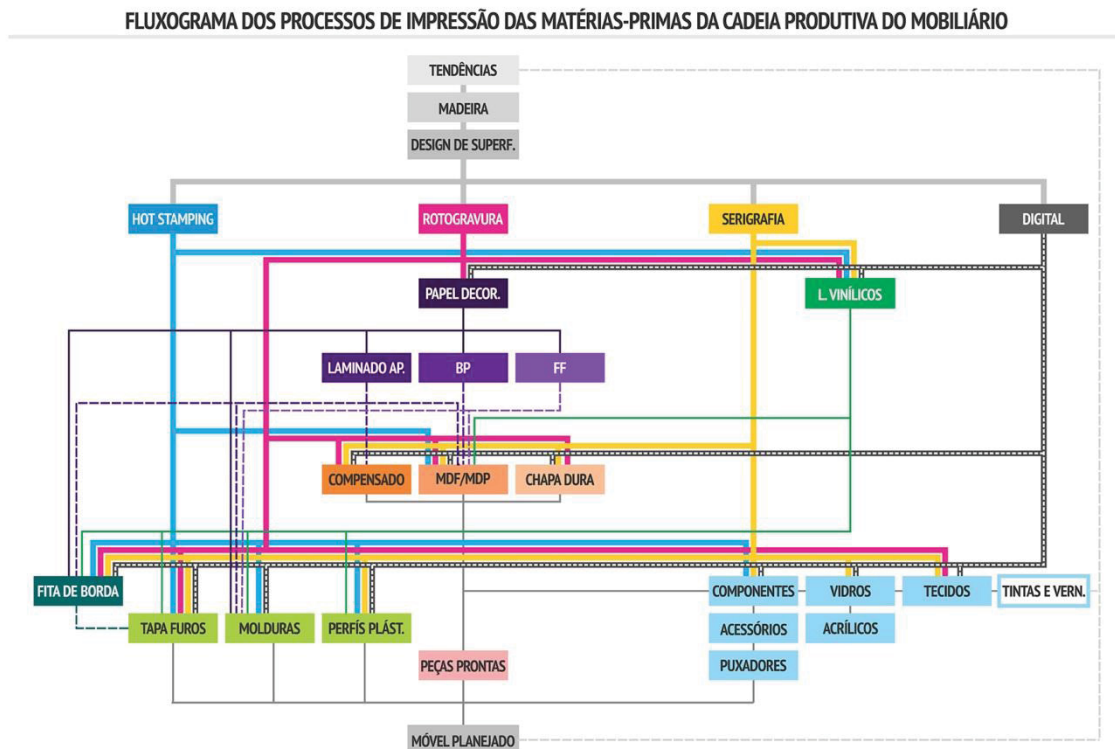 FLUXOGRAMA DOS PROCESSOS DE IMPRESSÃO DAS MATÉRIAS-PRIMAS DA CADEIA PRODUTIVA DO MOBILIÁRIO
TENDÊNCIAS
MADEIRA
DESIGN DE SUPERF.
HOT STAMPING
ROTOGRAVURA
SERIGRAFIA
DIGITAL
PAPEL DECOR.
L. VINÍLICOS
LAMINADO AP.
BP
FF
COMPENSADO
MDF/MDP
CHAPA DURA
FITA DE BORDA
COMPONENTES
VIDROS
TECIDOS
TINTAS E VERN.
TAPA FUROS
MOLDURAS
PERFÍS PLÁST.
ACESSÓRIOS
ACRÍLICOS
PEÇAS PRONTAS
PUXADORES
MÓVEL PLANEJADO